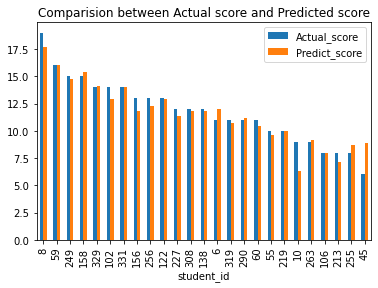 Comparision between Actual score and Predicted score
Actual_score
Predict_score
17.5
15.0
12.5
10.0
7.5
5.0
2.5
0.0
8 59 249 158 329 102 331 156 256 122 227 308 138 6 319 290 60 55 219 10 263 106 213 255 45
student_id